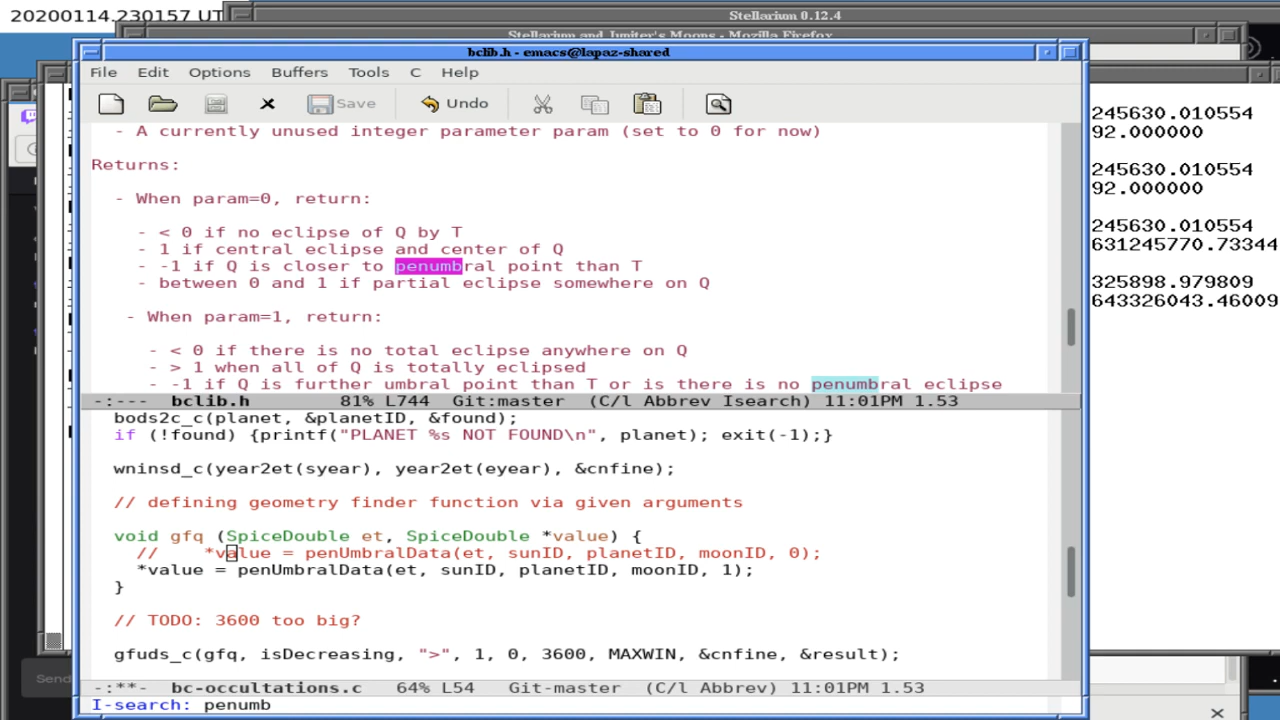 20200114.230157 UT
Stellarium 0.12.4
Stellarium and Jupiter's Moons - Mozilla Firefox
bclib.h - emacs@lapaz-shared
File Edit Options Buffers Tools C Help
Save Undo
- A currently unused integer parameter param (set to 0 for now)
Returns:
- When param=0, return:
- < 0 if no eclipse of Q by T
- 1 if central eclipse and center of Q
- -1 if Q is closer to penumbral point than T
- between 0 and 1 if partial eclipse somewhere on Q
- When param=1, return:
- < 0 if there is no total eclipse anywhere on Q
- > 1 when all of Q is totally eclipsed
- -1 if Q is further umbral point than T or is there is no penumbral eclipse
-:--- bclib.h 81% L744 Git:master (C/l Abbrev Isearch) 11:01PM 1.53
bods2c_c(planet, &planetID, &found);
if (!found) {printf("PLANET %s NOT FOUND\n", planet); exit(-1);}
wninsd_c(year2et(syear), year2et(eyear), &cnfine);
// defining geometry finder function via given arguments
void gfq (SpiceDouble et, SpiceDouble *value) {
// *value = penUmbralData(et, sunID, planetID, moonID, 0);
*value = penUmbralData(et, sunID, planetID, moonID, 1);
}
// TODO: 3600 too big?
gfuds_c(gfq, isDecreasing, ">", 1, 0, 3600, MAXWIN, &cnfine, &result);
-:**- bc-occultations.c 64% L54 Git-master (C/l Abbrev) 11:01PM 1.53
I-search: penumb
245630.010554
92.000000
245630.010554
92.000000
245630.010554
631245770.73344
325898.979809
643326043.46009
Send